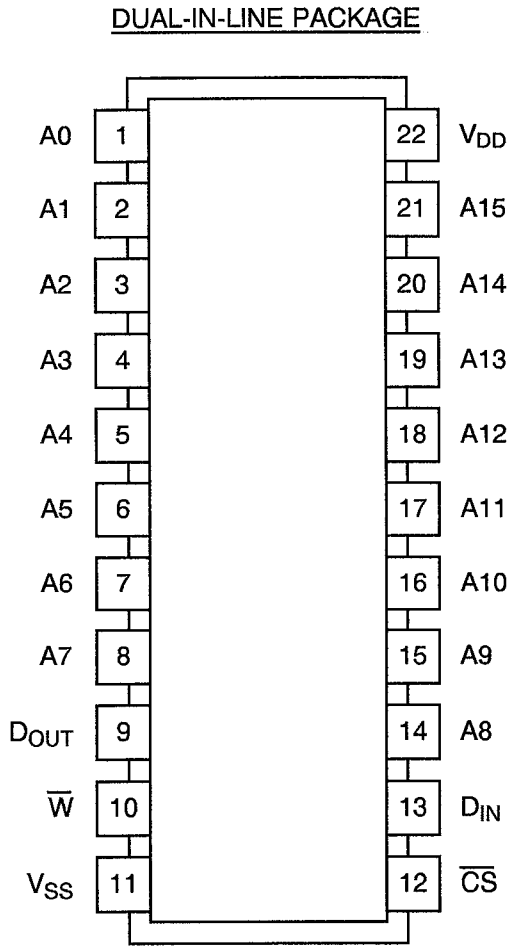 DUAL-IN-LINE PACKAGE
A0 1 22 VDD
A1 2 21 A15
A2 3 20 A14
A3 4 19 A13
A4 5 18 A12
A5 6 17 A11
A6 7 16 A10
A7 8 15 A9
DOUT 9 14 A8
W̅ 10 13 DIN
VSS 11 12 C̅S̅